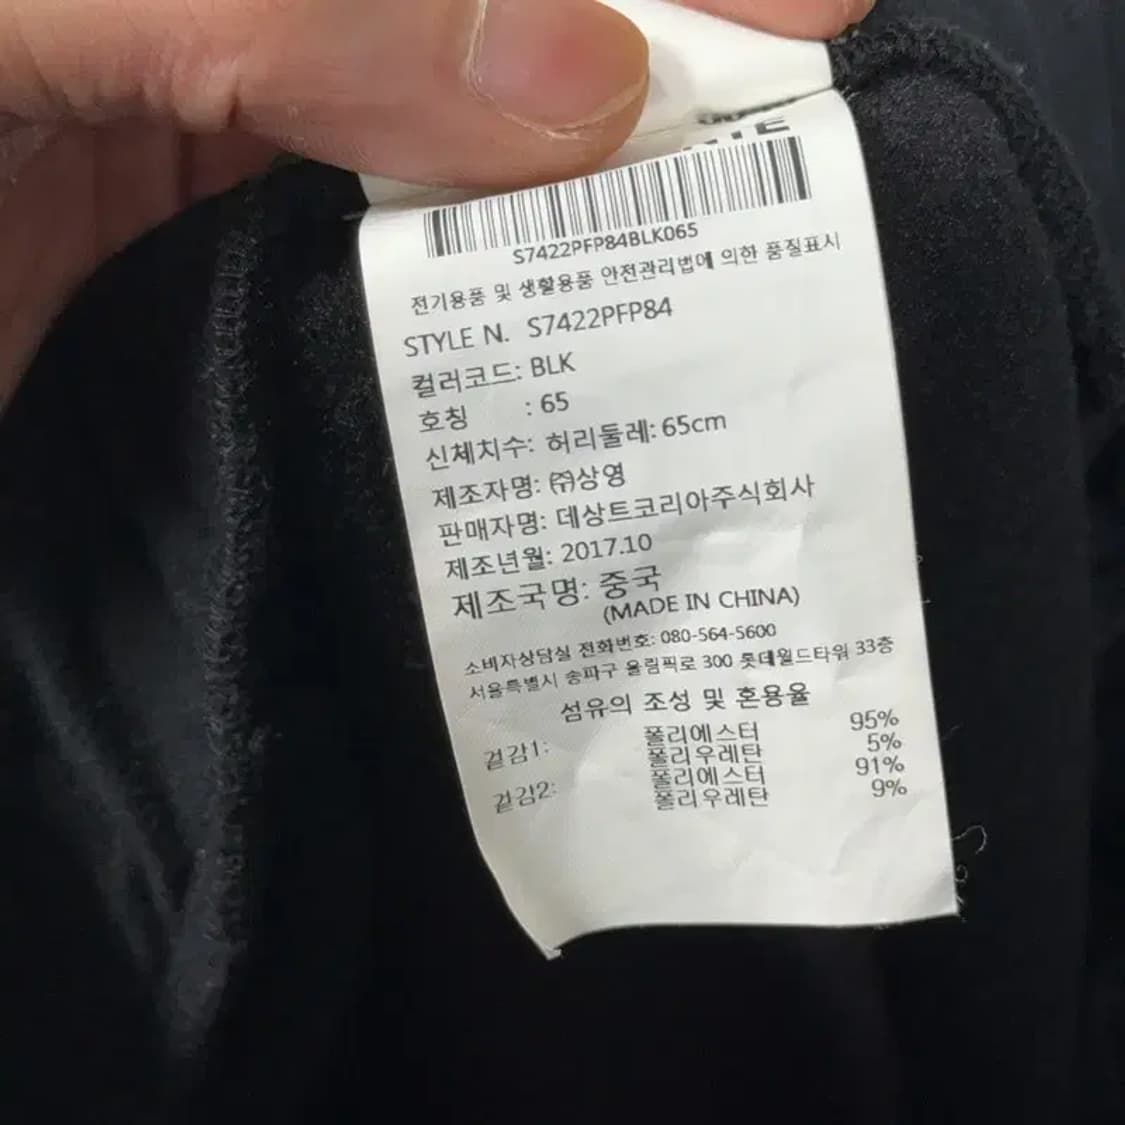 S7422PFP84BLK065
전기용품 및 생활용품 안전관리법에 의한 품질표시
STYLE N. S7422PFP84
컬러코드: BLK
호칭 : 65
신체치수: 허리둘레: 65cm
제조자명: ㈜상영
판매자명: 데상트코리아주식회사
제조년월: 2017.10
제조국명: 중국
(MADE IN CHINA)
소비자상담실 전화번호: 080-564-5600
서울특별시 송파구 올림픽로 300 롯데월드타워 33층
섬유의 조성 및 혼용율
겉감1: 폴리에스터 95%
폴리우레탄 5%
겉감2: 폴리에스터 91%
폴리우레탄 9%